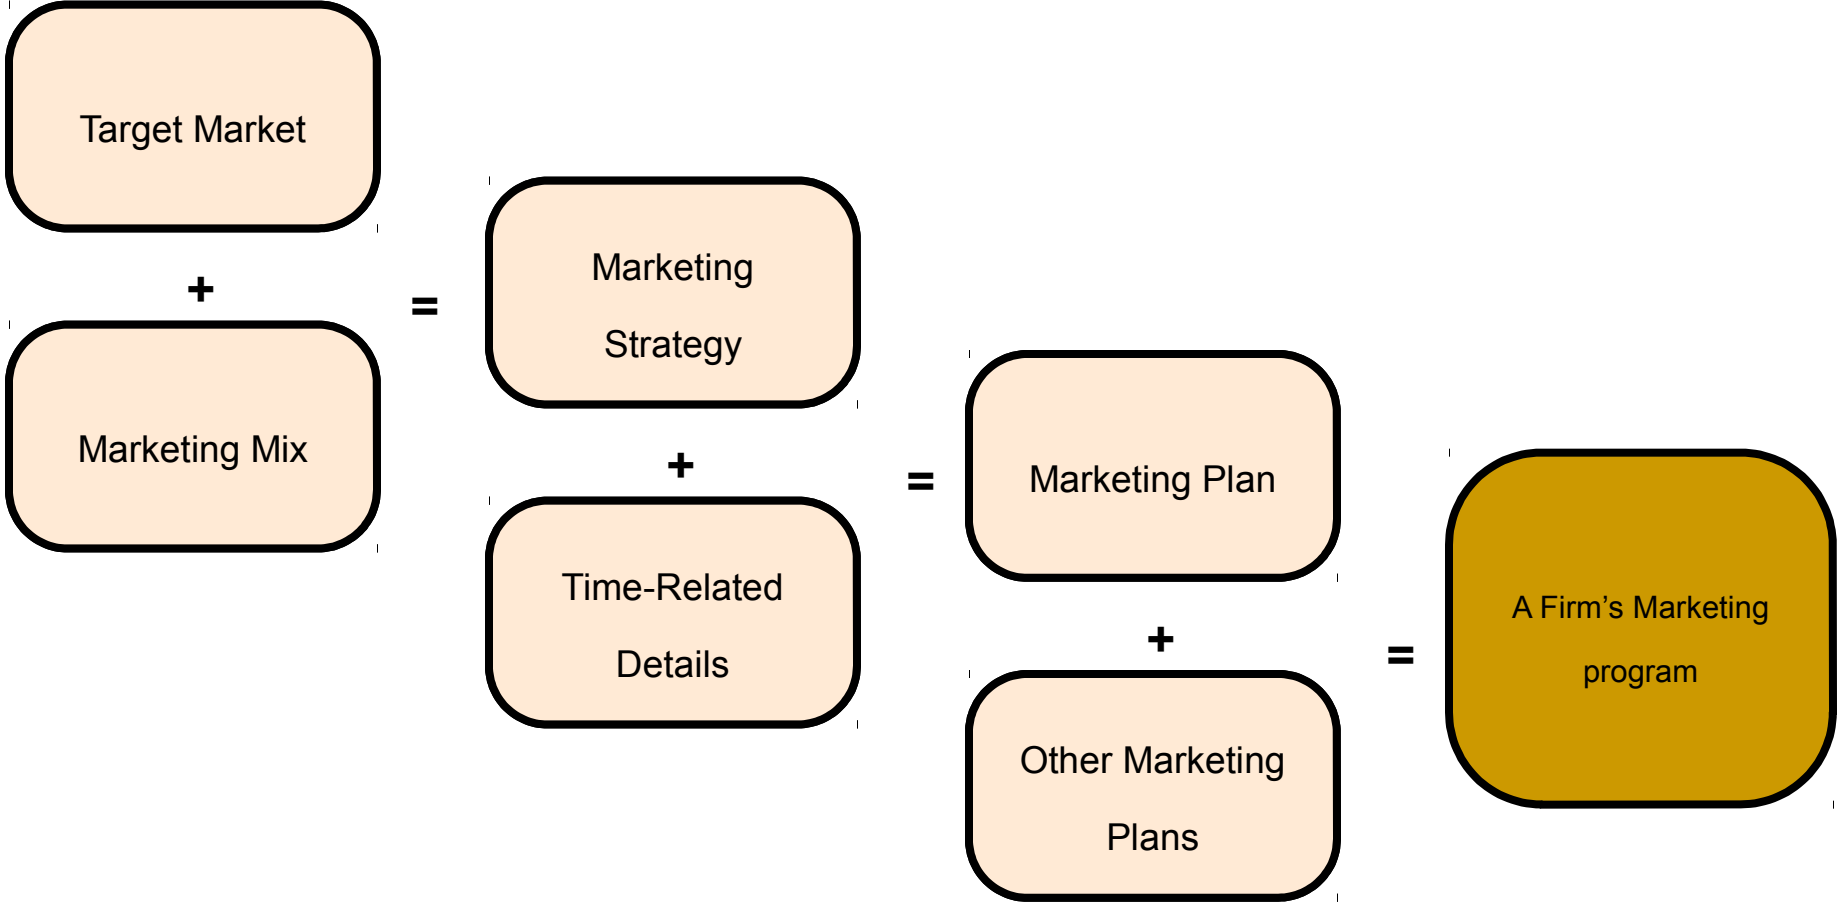 Target Market
+
Marketing Mix
=
Marketing
Strategy
+
Time-Related
Details
=
Marketing Plan
+
Other Marketing
Plans
=
A Firm’s Marketing
program